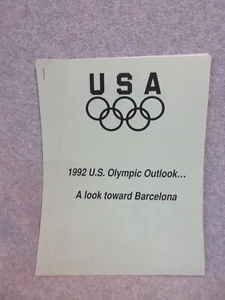 USA
1992 U.S. Olympic Outlook...
A look toward Barcelona